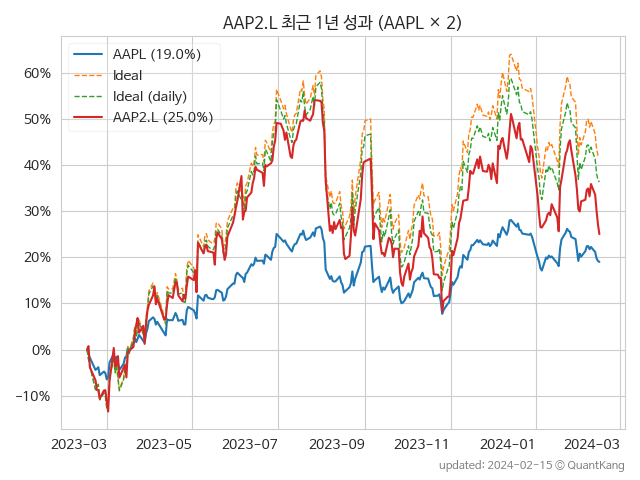 AAP2.L 최근 1년 성과 (AAPL × 2)
AAPL (19.0%)
Ideal
Ideal (daily)
AAP2.L (25.0%)
60%
50%
40%
30%
20%
10%
0%
−10%
2023-03 2023-05 2023-07 2023-09 2023-11 2024-01 2024-03
updated: 2024-02-15 © QuantKang